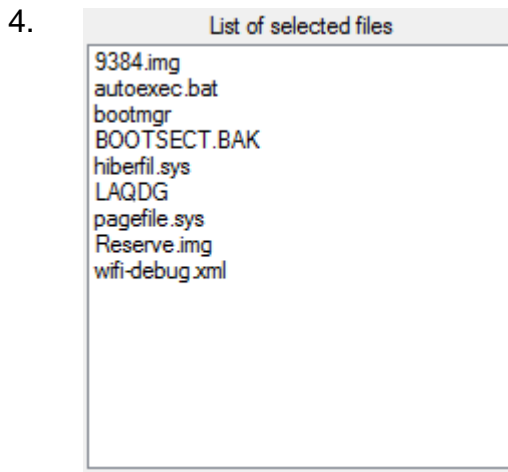 4.
List of selected files
9384.img
autoexec.bat
bootmgr
BOOTSECT.BAK
hiberfil.sys
LAQDG
pagefile.sys
Reserve.img
wifi-debug.xml